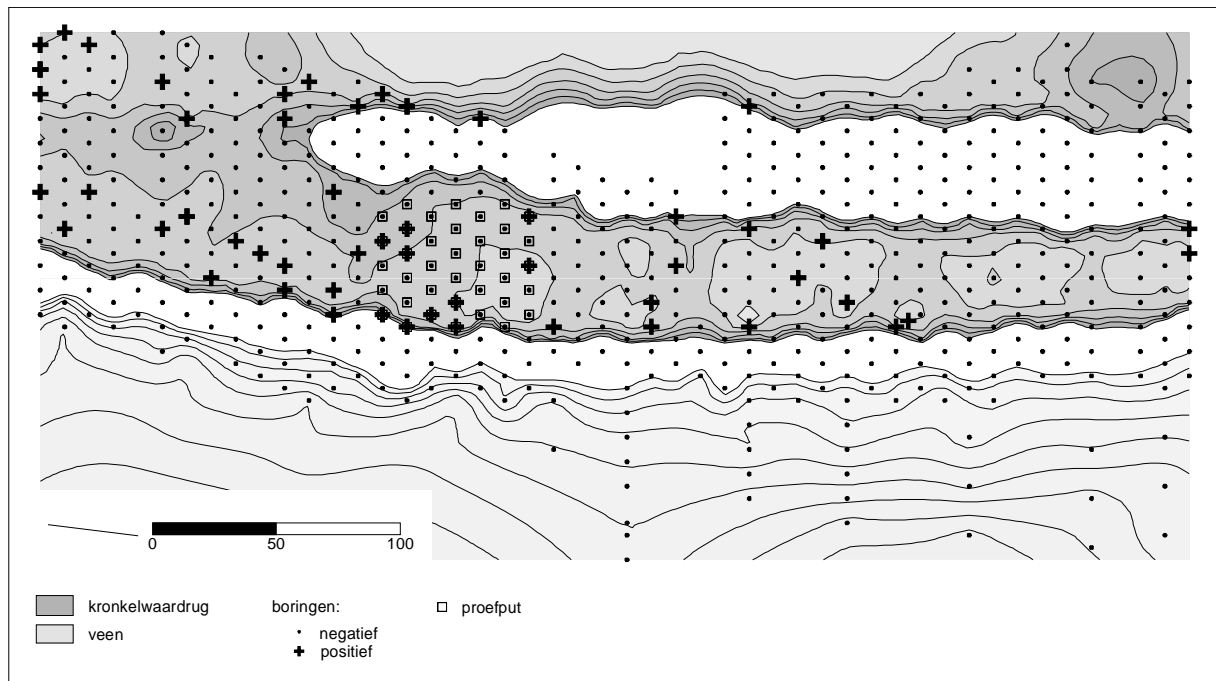 0 50 100
kronkelwaardrug boringen: proefput
veen negatief
positief